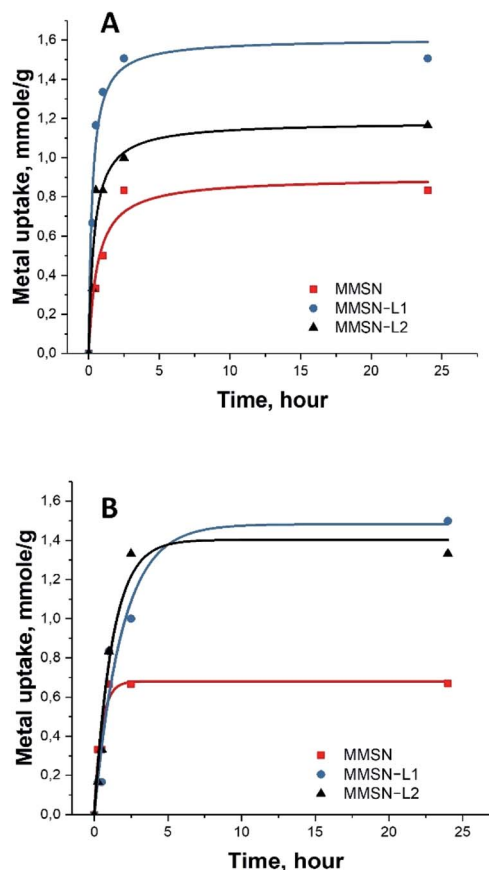 A
Metal uptake, mmole/g
1,6
1,4
1,2
1,0
0,8
0,6
0,4
0,2
0,0
MMSN
MMSN-L1
MMSN-L2
0 5 10 15 20 25
Time, hour
B
Metal uptake, mmole/g
1,6
1,4
1,2
1,0
0,8
0,6
0,4
0,2
0,0
MMSN
MMSN-L1
MMSN-L2
0 5 10 15 20 25
Time, hour